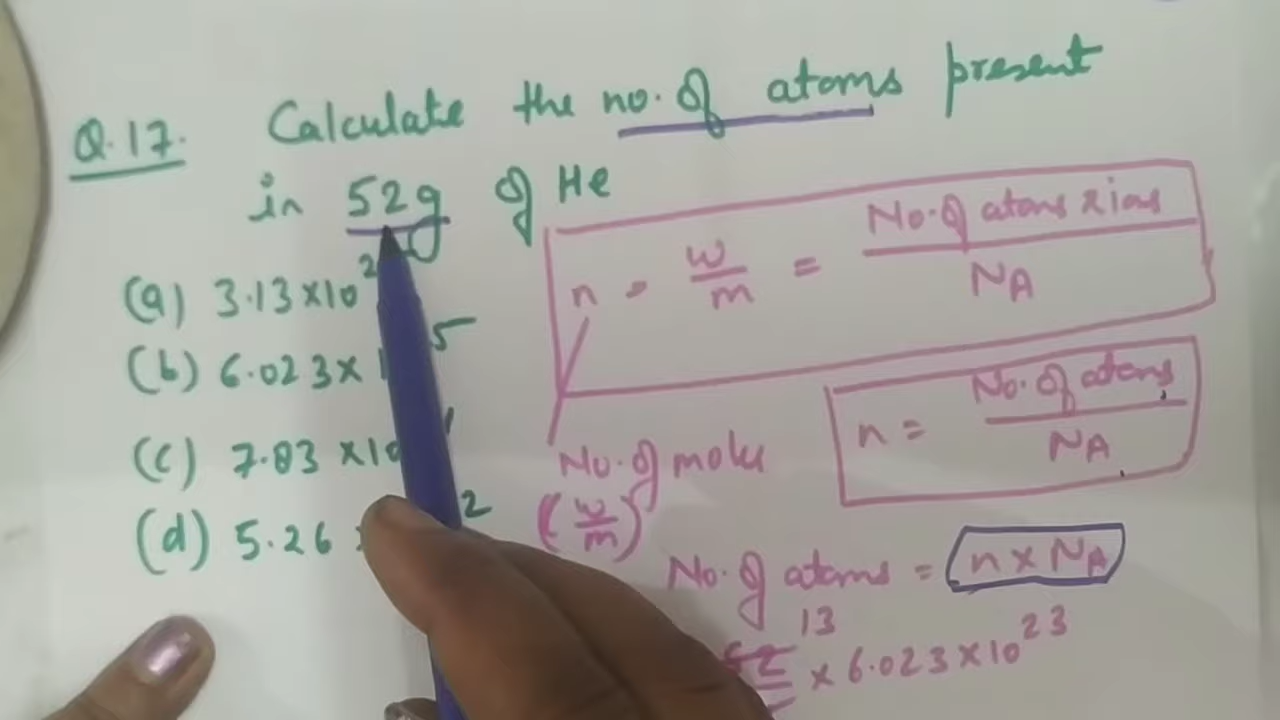 Q.17. Calculate the no. of atoms present
in 52g of He
(a) 3.13×10
(b) 6.023×
(c) 7.83×10
(d) 5.26
n = w/m = No. of atoms & ions / NA
n = No. of atoms / NA
No. of moles
(w/m)
No. of atoms = n × NA
13
52 × 6.023×10²³